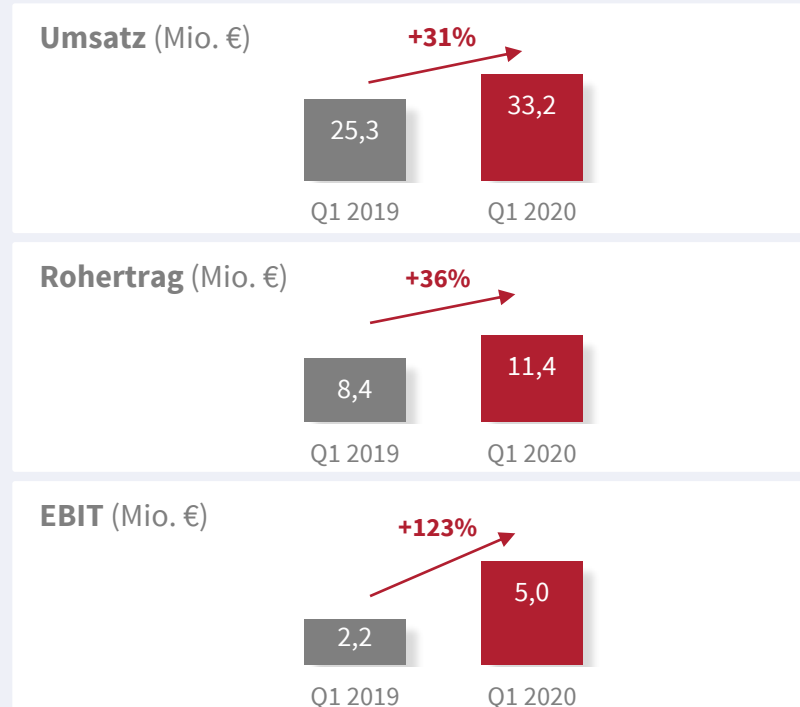 Umsatz (Mio. €)
+31%
25,3
33,2
Q1 2019
Q1 2020
Rohertrag (Mio. €)
+36%
8,4
11,4
Q1 2019
Q1 2020
EBIT (Mio. €)
+123%
2,2
5,0
Q1 2019
Q1 2020